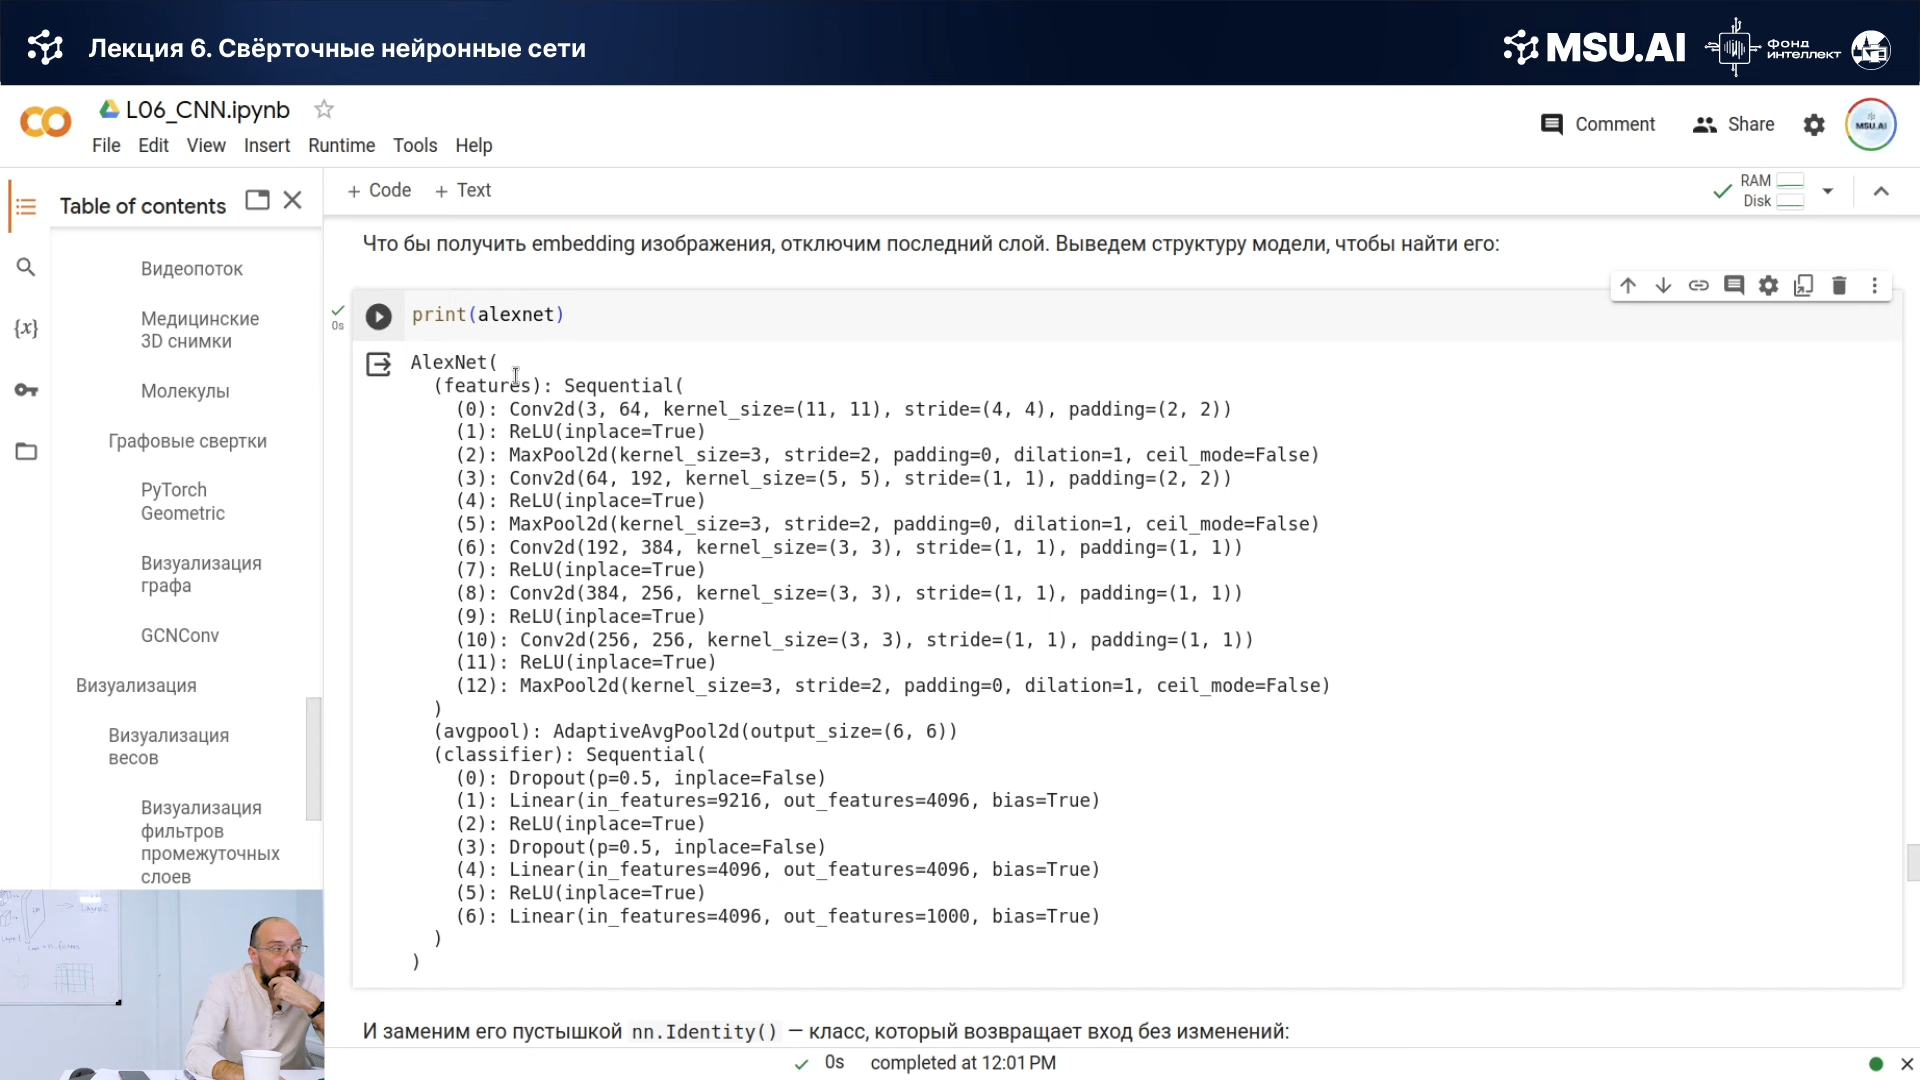 Лекция 6. Свёрточные нейронные сети
MSU.AI
ФОНД
ИНТЕЛЛЕКТ
L06_CNN.ipynb
File Edit View Insert Runtime Tools Help
Comment
Share
MSU.AI
Table of contents
+ Code + Text
RAM
Disk
Видеопоток
Медицинские
3D снимки
Молекулы
Графовые свертки
PyTorch
Geometric
Визуализация
графа
GCNConv
Визуализация
Визуализация
весов
Визуализация
фильтров
промежуточных
слоев
{x}
Что бы получить embedding изображения, отключим последний слой. Выведем структуру модели, чтобы найти его:
0s
print(alexnet)
AlexNet(
(features): Sequential(
(0): Conv2d(3, 64, kernel_size=(11, 11), stride=(4, 4), padding=(2, 2))
(1): ReLU(inplace=True)
(2): MaxPool2d(kernel_size=3, stride=2, padding=0, dilation=1, ceil_mode=False)
(3): Conv2d(64, 192, kernel_size=(5, 5), stride=(1, 1), padding=(2, 2))
(4): ReLU(inplace=True)
(5): MaxPool2d(kernel_size=3, stride=2, padding=0, dilation=1, ceil_mode=False)
(6): Conv2d(192, 384, kernel_size=(3, 3), stride=(1, 1), padding=(1, 1))
(7): ReLU(inplace=True)
(8): Conv2d(384, 256, kernel_size=(3, 3), stride=(1, 1), padding=(1, 1))
(9): ReLU(inplace=True)
(10): Conv2d(256, 256, kernel_size=(3, 3), stride=(1, 1), padding=(1, 1))
(11): ReLU(inplace=True)
(12): MaxPool2d(kernel_size=3, stride=2, padding=0, dilation=1, ceil_mode=False)
)
(avgpool): AdaptiveAvgPool2d(output_size=(6, 6))
(classifier): Sequential(
(0): Dropout(p=0.5, inplace=False)
(1): Linear(in_features=9216, out_features=4096, bias=True)
(2): ReLU(inplace=True)
(3): Dropout(p=0.5, inplace=False)
(4): Linear(in_features=4096, out_features=4096, bias=True)
(5): ReLU(inplace=True)
(6): Linear(in_features=4096, out_features=1000, bias=True)
)
)
И заменим его пустышкой nn.Identity() — класс, который возвращает вход без изменений:
0s completed at 12:01 PM